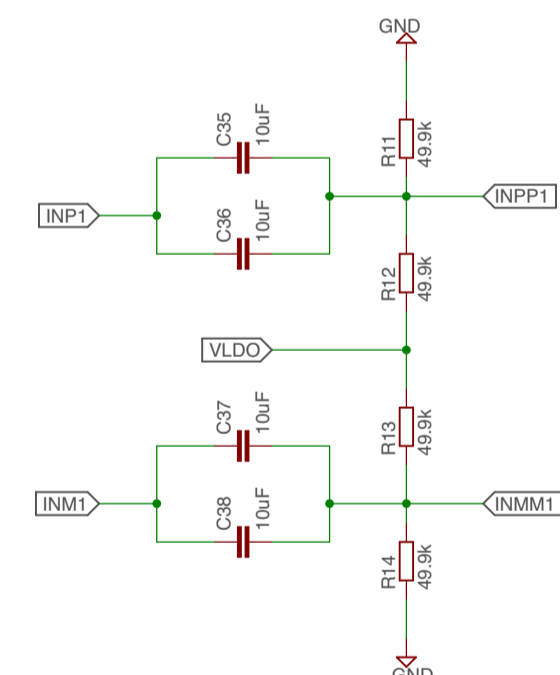 GND
C35
10uF
R11
49.9k
INP1
INPP1
C36
10uF
R12
49.9k
VLDO
C37
10uF
R13
49.9k
INM1
INMM1
C38
10uF
R14
49.9k
GND